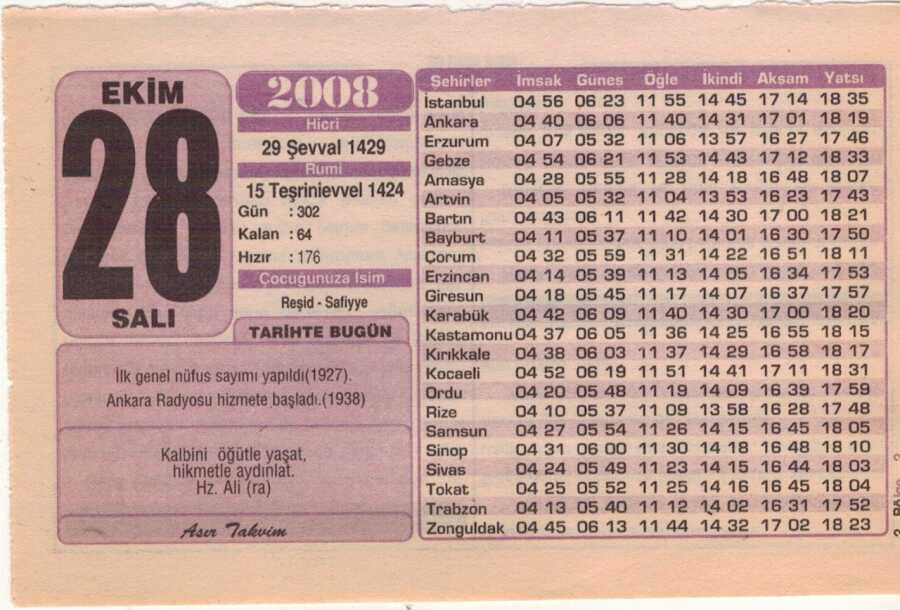 EKİM
28
SALI
2008
Hicri
29 Şevval 1429
Rumi
15 Teşrinievvel 1424
Gün : 302
Kalan : 64
Hızır : 176
Çocuğunuza İsim
Reşid - Safiyye
TARİHTE BUGÜN
İlk genel nüfus sayımı yapıldı(1927).
Ankara Radyosu hizmete başladı.(1938)
Kalbini öğütle yaşat,
hikmetle aydınlat.
Hz. Ali (ra)
Asır Takvim
Şehirler İmsak Güneş Öğle İkindi Akşam Yatsı
İstanbul 04 56 06 23 11 55 14 45 17 14 18 35
Ankara 04 40 06 06 11 40 14 31 17 01 18 19
Erzurum 04 07 05 32 11 06 13 57 16 27 17 46
Gebze 04 54 06 21 11 53 14 43 17 12 18 33
Amasya 04 28 05 55 11 28 14 18 16 48 18 07
Artvin 04 05 05 32 11 04 13 53 16 23 17 43
Bartın 04 43 06 11 11 42 14 30 17 00 18 21
Bayburt 04 11 05 37 11 10 14 01 16 30 17 50
Çorum 04 32 05 59 11 31 14 22 16 51 18 11
Erzincan 04 14 05 39 11 13 14 05 16 34 17 53
Giresun 04 18 05 45 11 17 14 07 16 37 17 57
Karabük 04 42 06 09 11 40 14 30 17 00 18 20
Kastamonu 04 37 06 05 11 36 14 25 16 55 18 15
Kırıkkale 04 38 06 03 11 37 14 29 16 58 18 17
Kocaeli 04 52 06 19 11 51 14 41 17 11 18 31
Ordu 04 20 05 48 11 19 14 09 16 39 17 59
Rize 04 10 05 37 11 09 13 58 16 28 17 48
Samsun 04 27 05 54 11 26 14 15 16 45 18 05
Sinop 04 31 06 00 11 30 14 18 16 48 18 10
Sivas 04 24 05 49 11 23 14 15 16 44 18 03
Tokat 04 25 05 52 11 25 14 16 16 45 18 04
Trabzon 04 13 05 40 11 12 14 02 16 31 17 52
Zonguldak 04 45 06 13 11 44 14 32 17 02 18 23